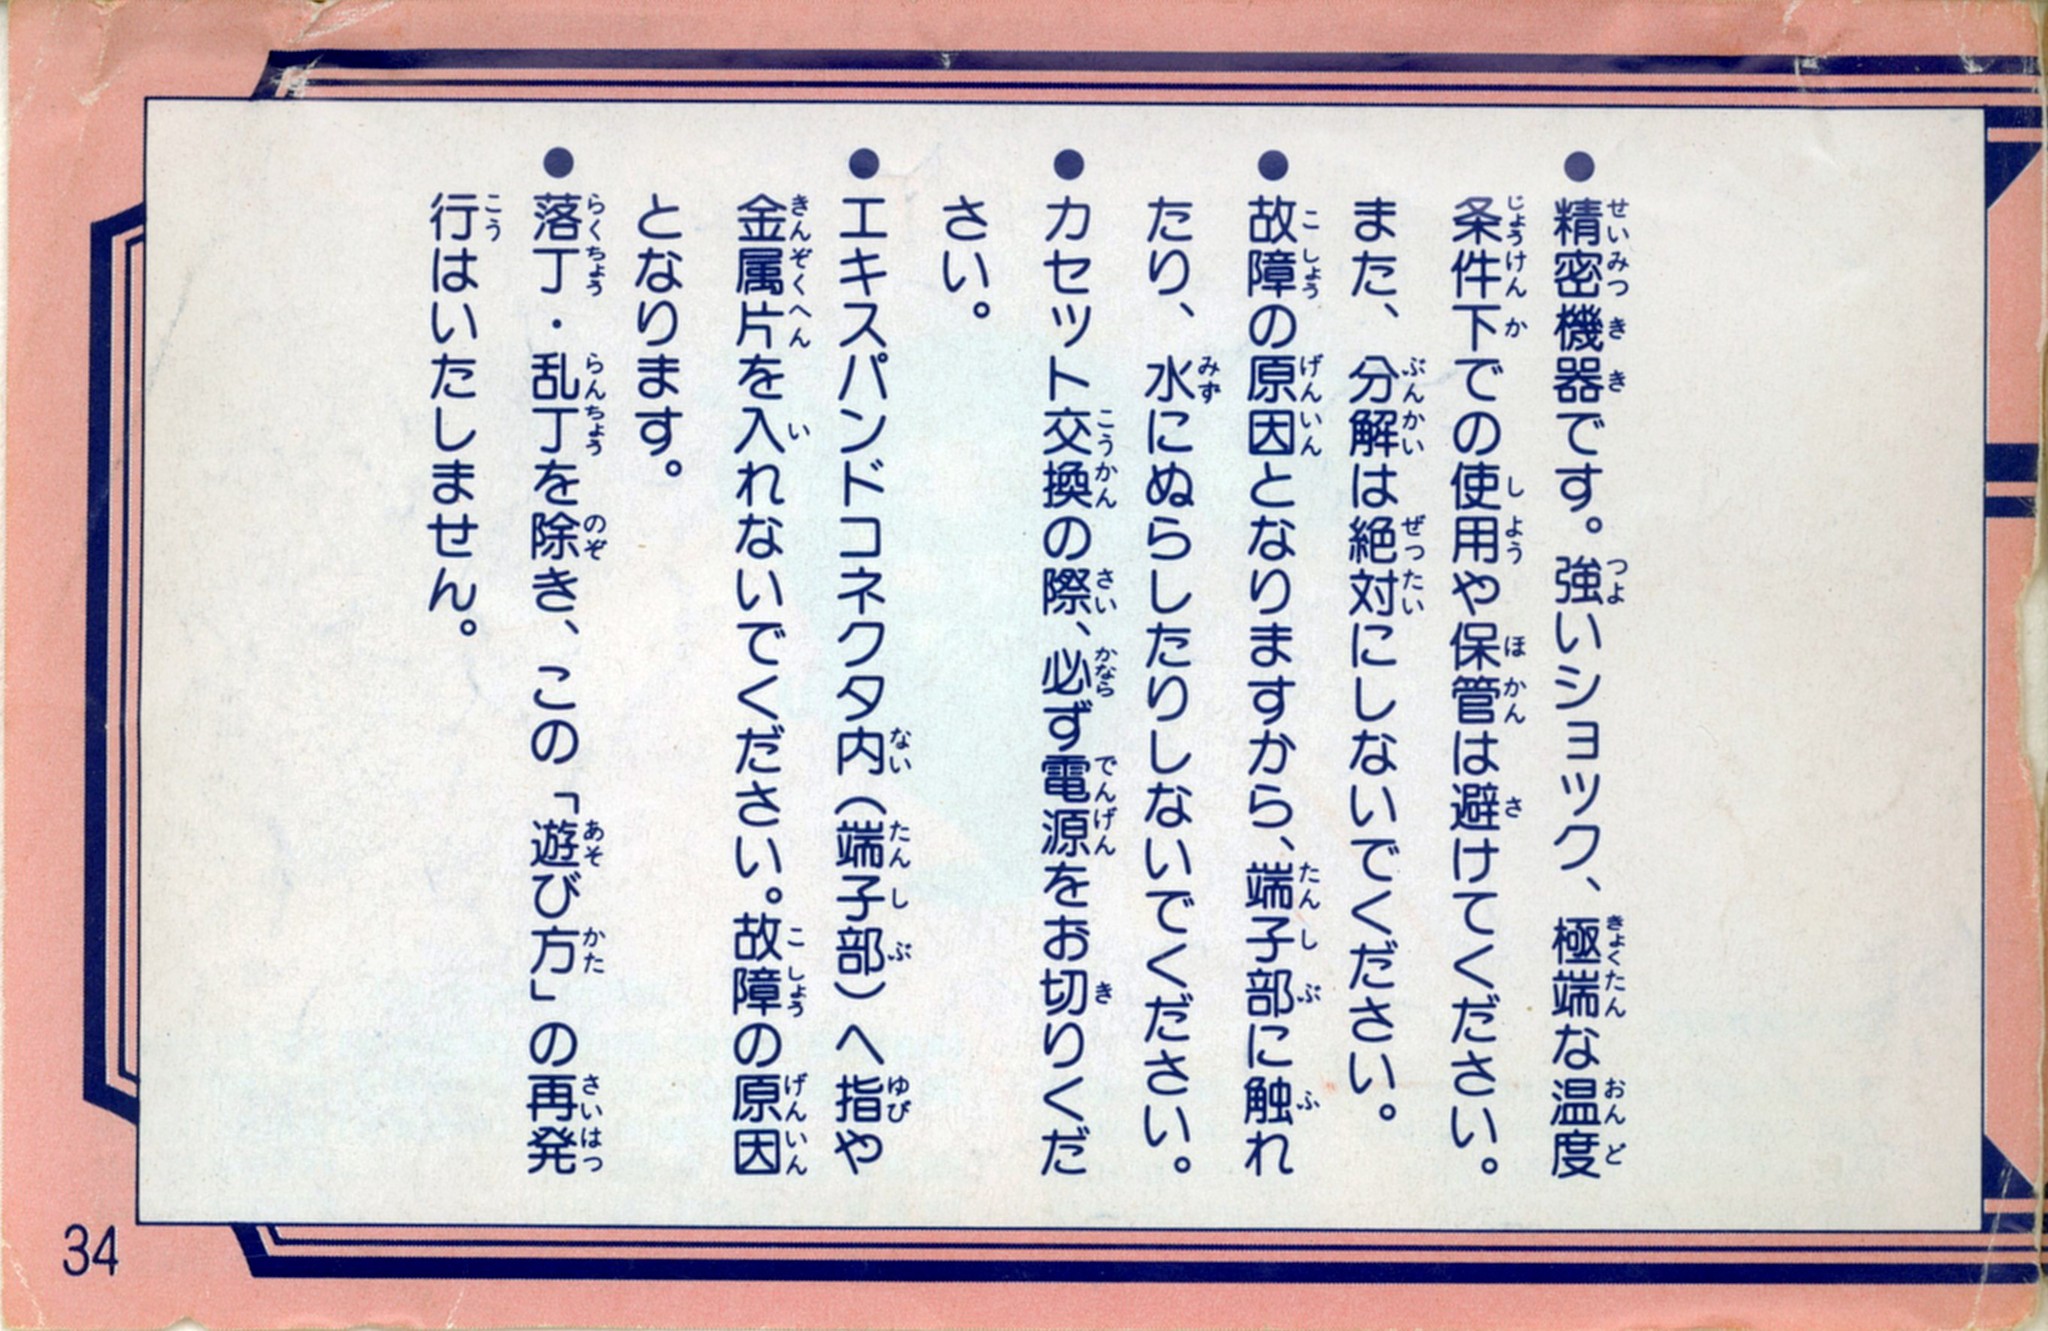 ●精密機器です。強いショック、極端な温度
条件下での使用や保管は避けてください。
また、分解は絶対にしないでください。
●故障の原因となりますから、端子部に触れ
たり、水にぬらしたりしないでください。
●カセット交換の際、必ず電源をお切りくだ
さい。
●エキスパンドコネクタ内(端子部)へ指や
金属片を入れないでください。故障の原因
となります。
●落丁・乱丁を除き、この「遊び方」の再発
行はいたしません。
34